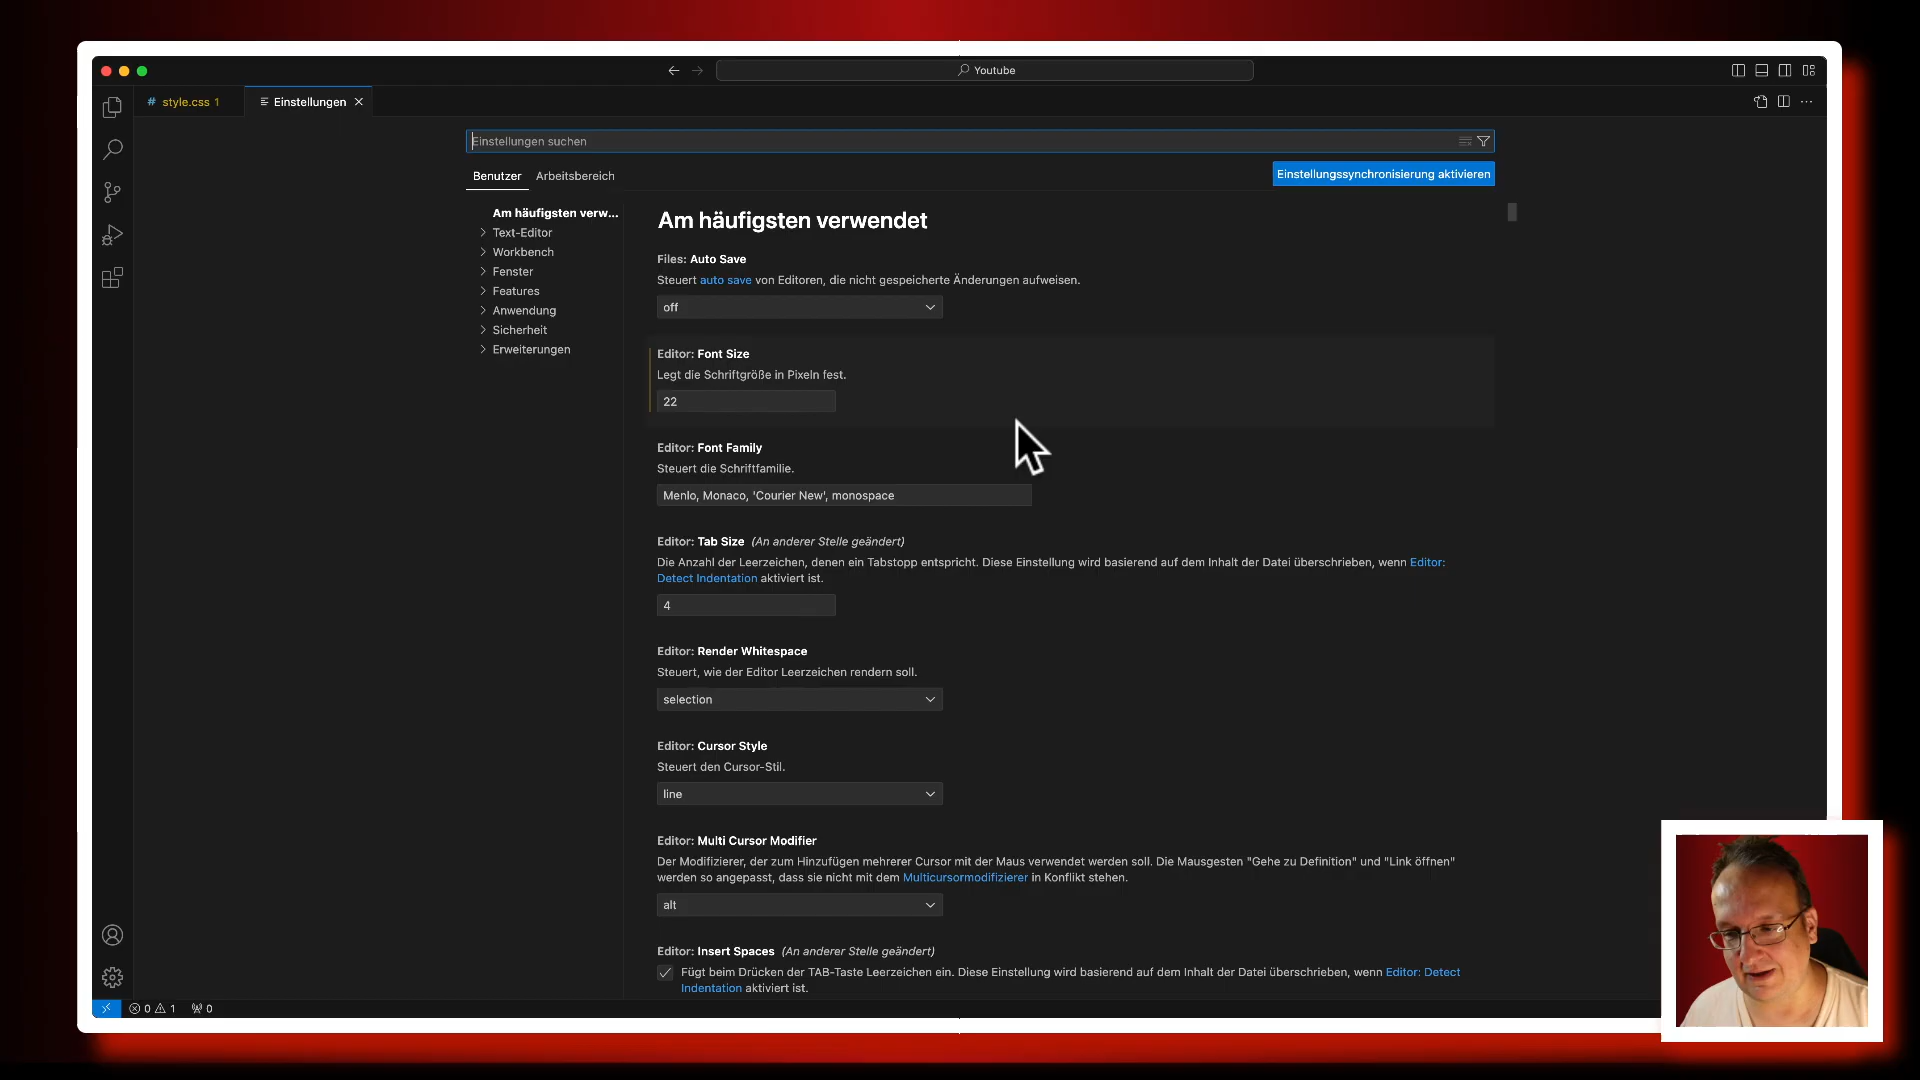 Youtube
# style.css 1
Einstellungen
Einstellungen suchen
Benutzer
Arbeitsbereich
Einstellungssynchronisierung aktivieren
Am häufigsten verw...
Text-Editor
Workbench
Fenster
Features
Anwendung
Sicherheit
Erweiterungen
Am häufigsten verwendet
Files: Auto Save
Steuert auto save von Editoren, die nicht gespeicherte Änderungen aufweisen.
off
Editor: Font Size
Legt die Schriftgröße in Pixeln fest.
22
Editor: Font Family
Steuert die Schriftfamilie.
Menlo, Monaco, 'Courier New', monospace
Editor: Tab Size (An anderer Stelle geändert)
Die Anzahl der Leerzeichen, denen ein Tabstopp entspricht. Diese Einstellung wird basierend auf dem Inhalt der Datei überschrieben, wenn Editor:
Detect Indentation aktiviert ist.
4
Editor: Render Whitespace
Steuert, wie der Editor Leerzeichen rendern soll.
selection
Editor: Cursor Style
Steuert den Cursor-Stil.
line
Editor: Multi Cursor Modifier
Der Modifizierer, der zum Hinzufügen mehrerer Cursor mit der Maus verwendet werden soll. Die Mausgesten "Gehe zu Definition" und "Link öffnen"
werden so angepasst, dass sie nicht mit dem Multicursormodifizierer in Konflikt stehen.
alt
Editor: Insert Spaces (An anderer Stelle geändert)
Fügt beim Drücken der TAB-Taste Leerzeichen ein. Diese Einstellung wird basierend auf dem Inhalt der Datei überschrieben, wenn Editor: Detect
Indentation aktiviert ist.
0 1 0